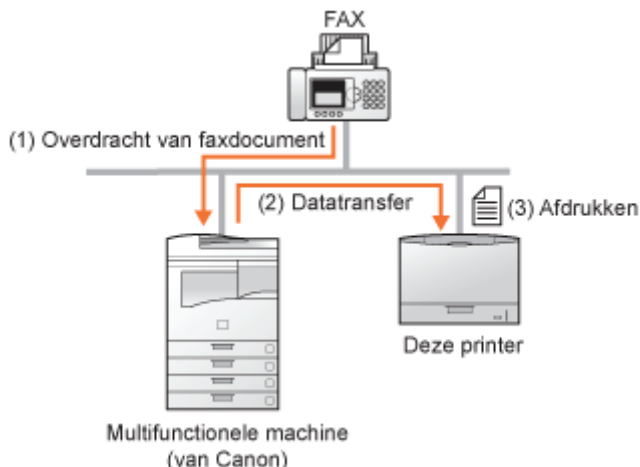 FAX
(1) Overdracht van faxdocument
(2) Datatransfer
(3) Afdrukken
Deze printer
Multifunctionele machine
(van Canon)